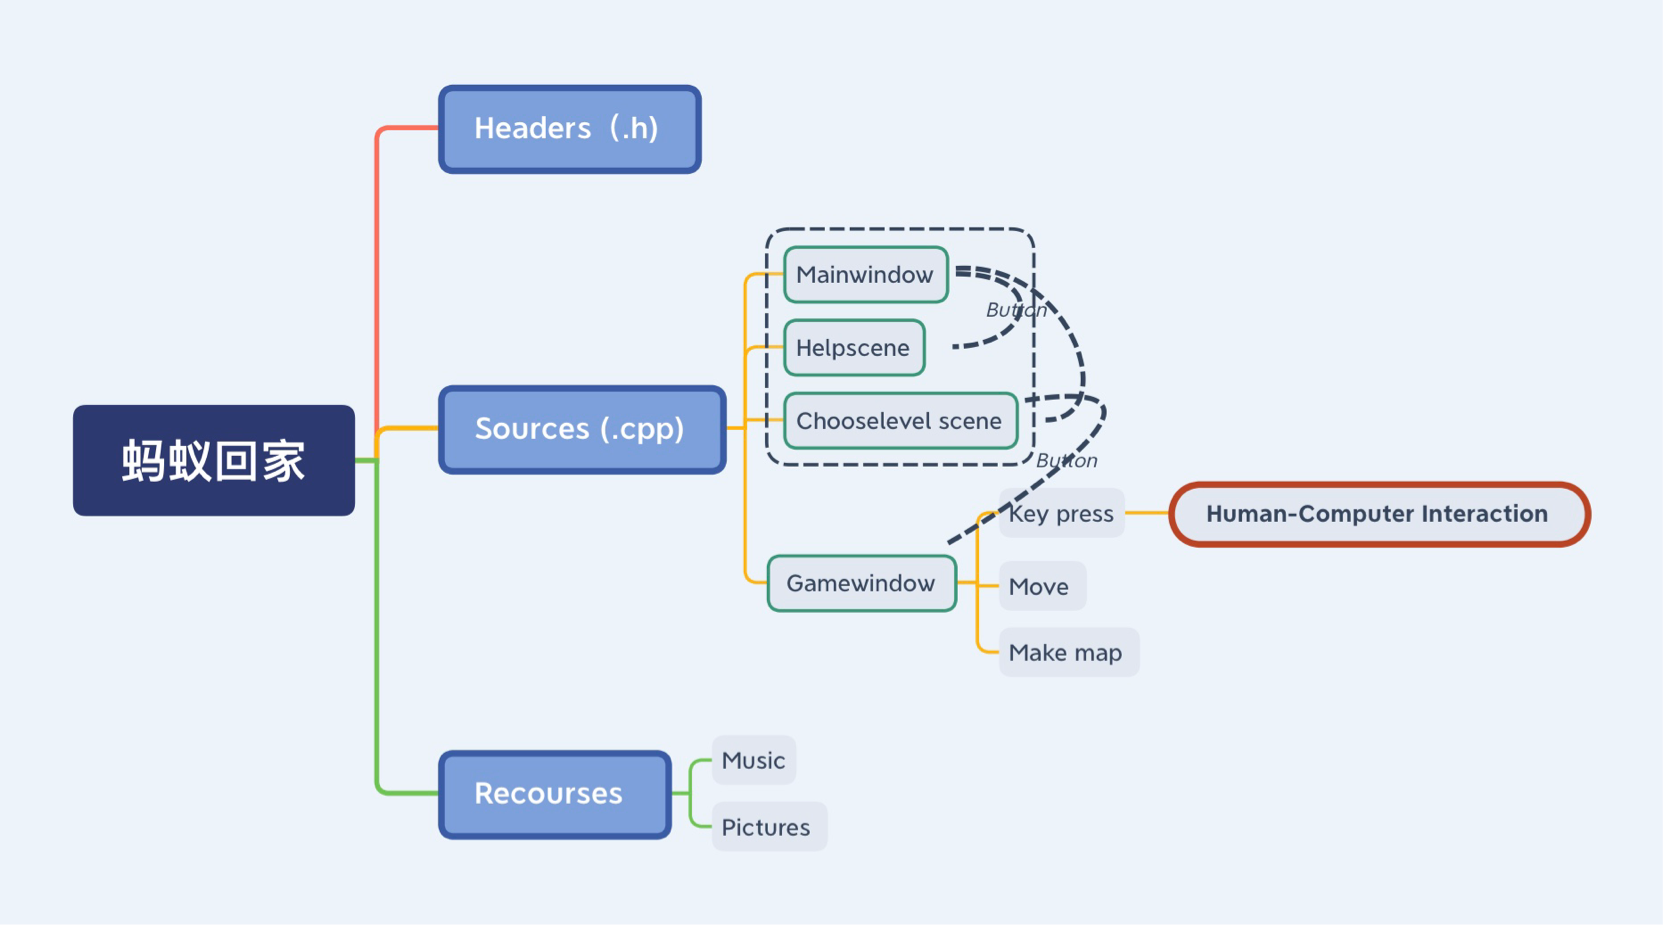 蚂蚁回家
Headers（.h)
Sources (.cpp)
Mainwindow
Button
Helpscene
Chooselevel scene
Button
Gamewindow
Key press
Human-Computer Interaction
Move
Make map
Recourses
Music
Pictures